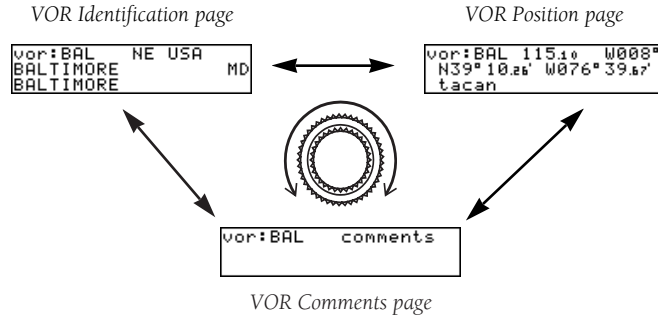 VOR Identification page
VOR Position page
vor:BAL NE USA
BALTIMORE MD
BALTIMORE
vor:BAL 115.10 W008°
N39°10.26' W076°39.67'
tacan
vor:BAL comments
VOR Comments page